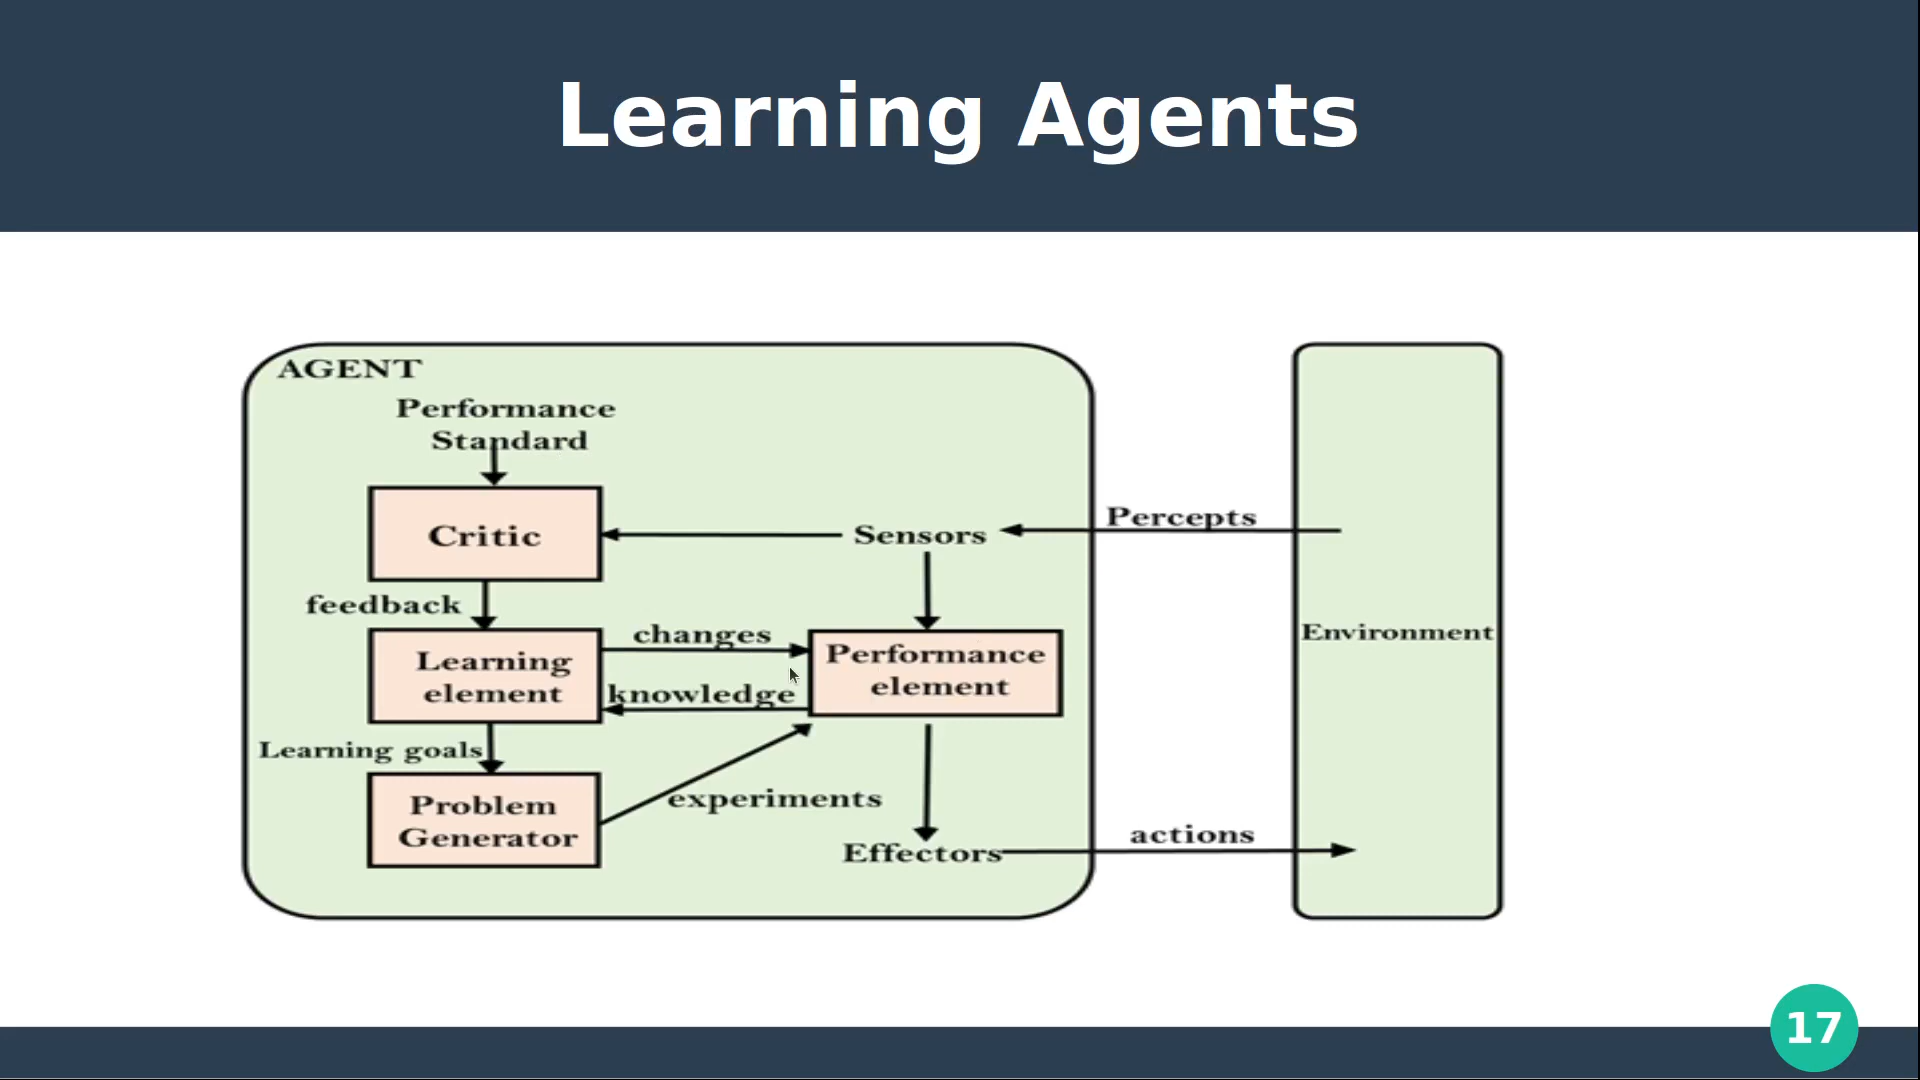 Learning Agents
AGENT
Performance
Standard
Critic
Sensors
Percepts
feedback
changes
Learning
element
Performance
element
Environment
knowledge
Learning goals
Problem
Generator
experiments
Effectors
actions
17